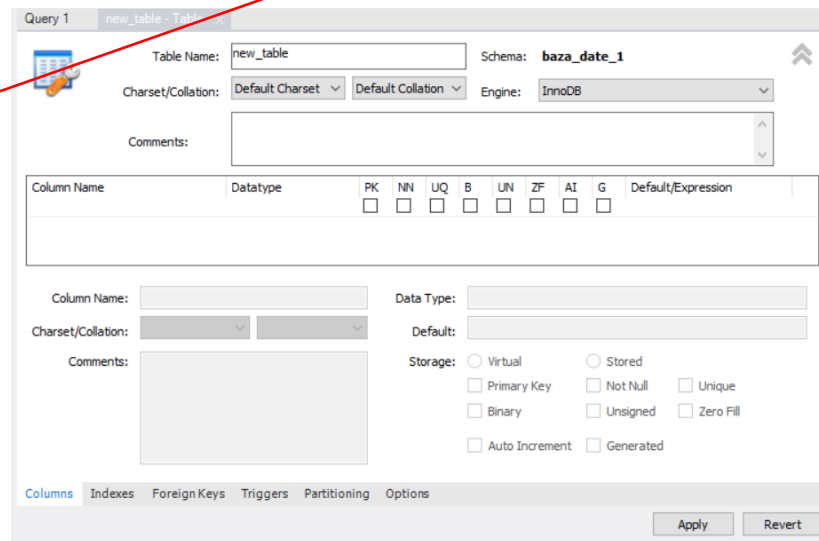 Query 1 new_table - Table ×
Table Name: new_table Schema: baza_date_1
Charset/Collation: Default Charset Default Collation Engine: InnoDB
Comments:
Column Name Datatype PK NN UQ B UN ZF AI G Default/Expression
Column Name: Data Type:
Charset/Collation: Default:
Comments: Storage: Virtual Stored
Primary Key Not Null Unique
Binary Unsigned Zero Fill
Auto Increment Generated
Columns Indexes Foreign Keys Triggers Partitioning Options
Apply Revert